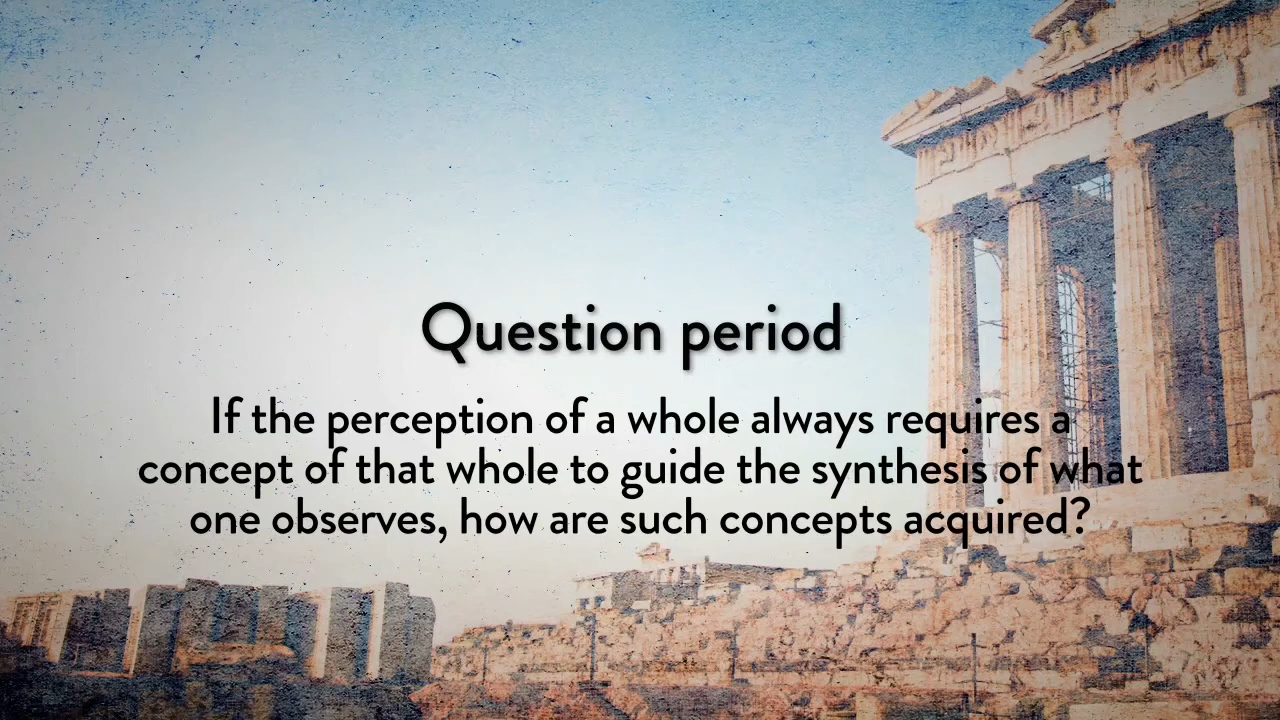 Question period
If the perception of a whole always requires a
concept of that whole to guide the synthesis of what
one observes, how are such concepts acquired?